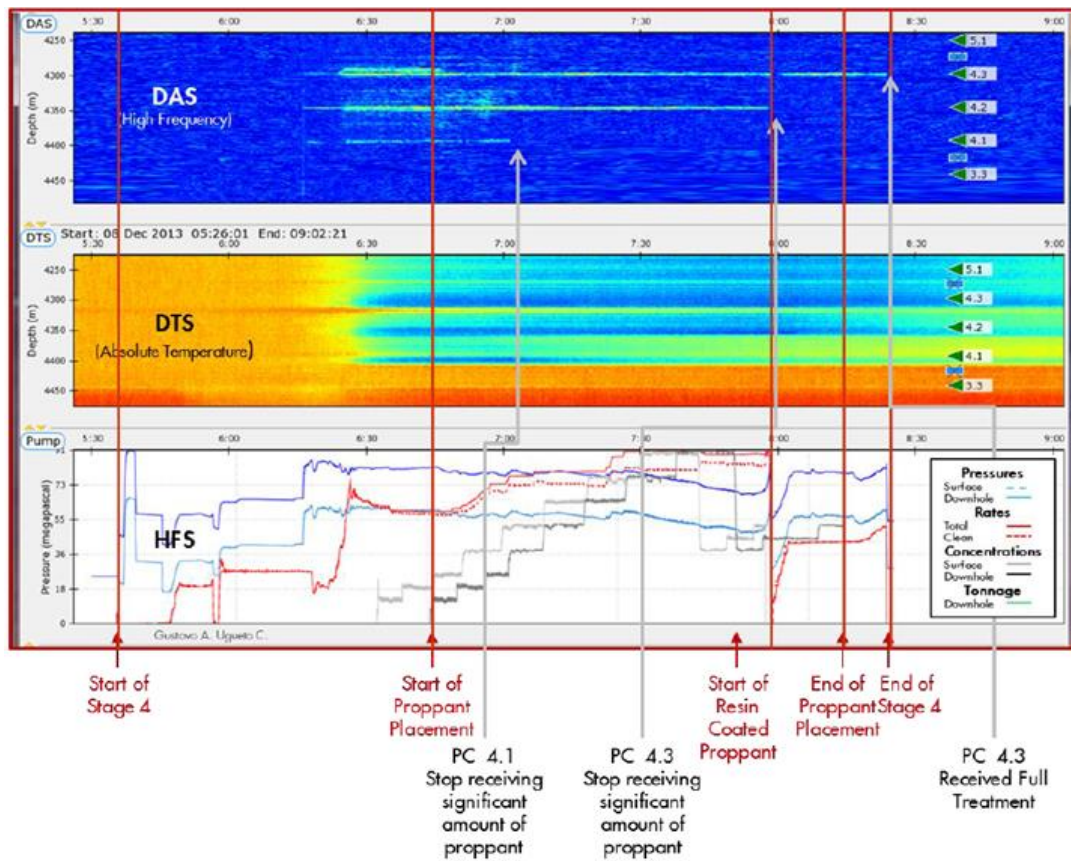 DAS
5:30 6:00 6:30 7:00 7:30 8:00 8:30 9:00
Depth (m)
4250
4300
4350
4400
4450
DAS
(High Frequency)
5.1
4.3
4.2
4.1
3.3
DTS
Start: 08 Dec 2013 05:26:01 End: 09:02:21
5:30 6:00 6:30 7:00 7:30 8:00 8:30 9:00
Depth (m)
4250
4300
4350
4400
4450
DTS
(Absolute Temperature)
5.1
4.3
4.2
4.1
3.3
Pump
5:30 6:00 6:30 7:00 7:30 8:00 8:30 9:00
Pressure (megapascal)
91
73
55
36
18
0
HFS
Gustavo A. Ugueto C.
Pressures
Surface
Downhole
Rates
Total
Clean
Concentrations
Surface
Downhole
Tonnage
Downhole
Start of
Stage 4
Start of
Proppant
Placement
PC 4.1
Stop receiving
significant
amount of
proppant
PC 4.3
Stop receiving
significant
amount of
proppant
Start of
Resin
Coated
Proppant
End of
Proppant
Placement
End of
Stage 4
PC 4.3
Received Full
Treatment